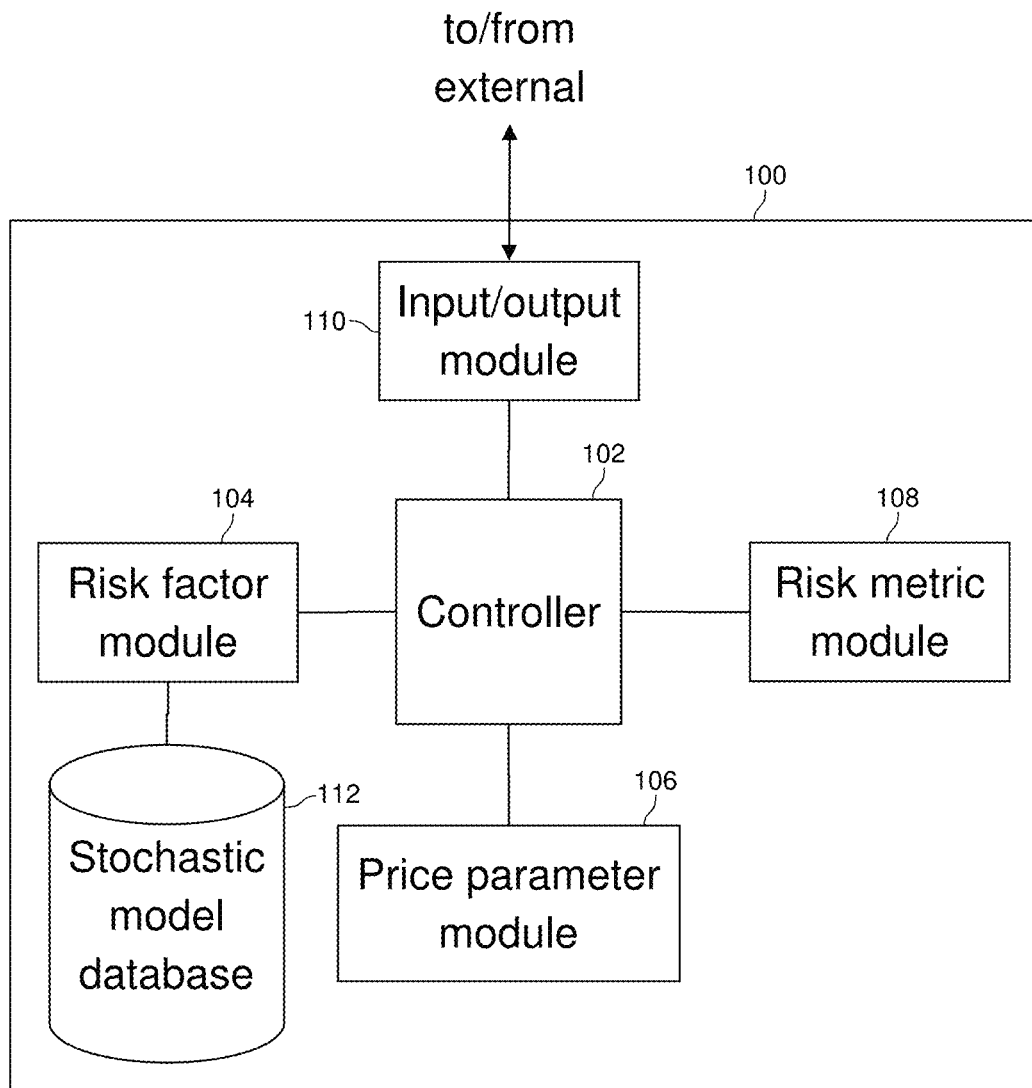 to/from
external
100
Input/output
module
110
102
104
108
Risk factor
module
Controller
Risk metric
module
112
106
Stochastic
model
database
Price parameter
module